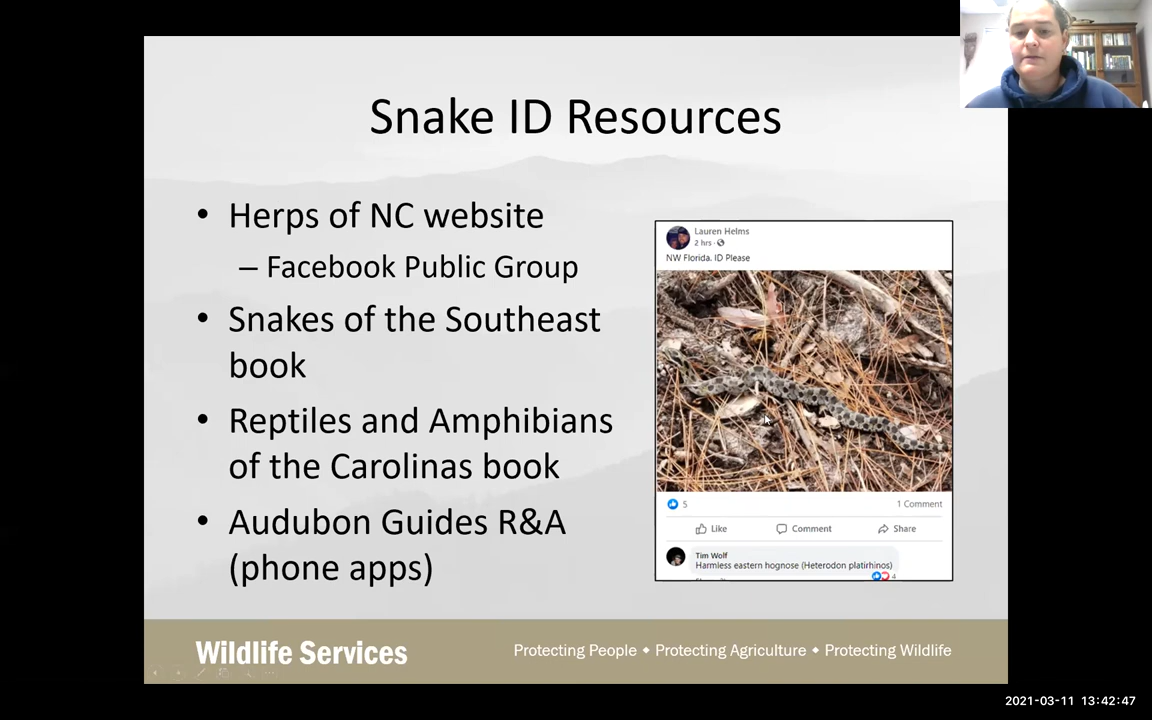 Snake ID Resources
• Herps of NC website
– Facebook Public Group
• Snakes of the Southeast
book
• Reptiles and Amphibians
of the Carolinas book
• Audubon Guides R&A
(phone apps)
Lauren Helms
2 hrs ·
NW Florida. ID Please
5
1 Comment
Like
Comment
Share
Tim Wolf
Harmless eastern hognose (Heterodon platirhinos)
4
Wildlife Services
Protecting People ◆ Protecting Agriculture ◆ Protecting Wildlife
2021-03-11 13:42:47